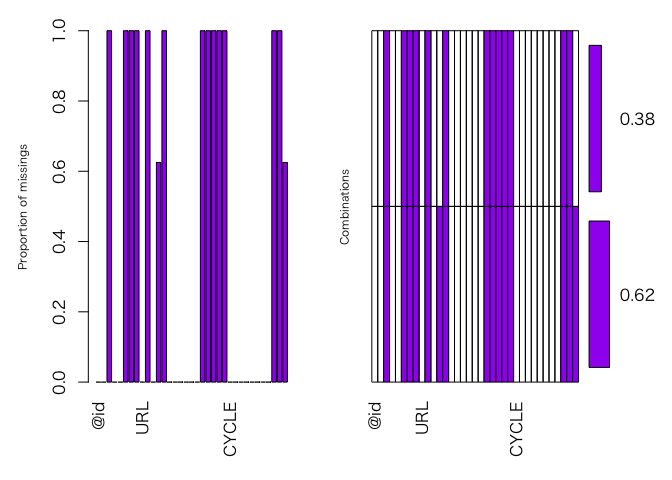 Proportion of missings
1.0
0.8
0.6
0.4
0.2
0.0
@id
URL
CYCLE
Combinations
@id
URL
CYCLE
0.38
0.62